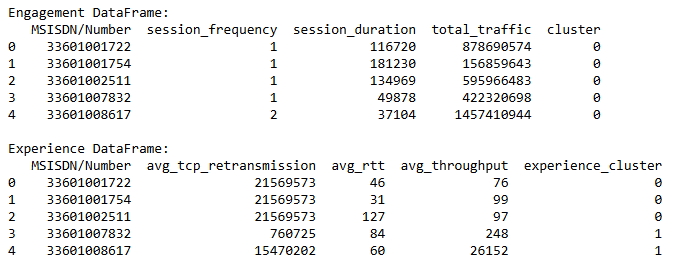 Engagement DataFrame:
MSISDN/Number session_frequency session_duration total_traffic cluster
0 33601001722 1 116720 878690574 0
1 33601001754 1 181230 156859643 0
2 33601002511 1 134969 595966483 0
3 33601007832 1 49878 422320698 0
4 33601008617 2 37104 1457410944 0
Experience DataFrame:
MSISDN/Number avg_tcp_retransmission avg_rtt avg_throughput experience_cluster
0 33601001722 21569573 46 76 0
1 33601001754 21569573 31 99 0
2 33601002511 21569573 127 97 0
3 33601007832 760725 84 248 1
4 33601008617 15470202 60 26152 1